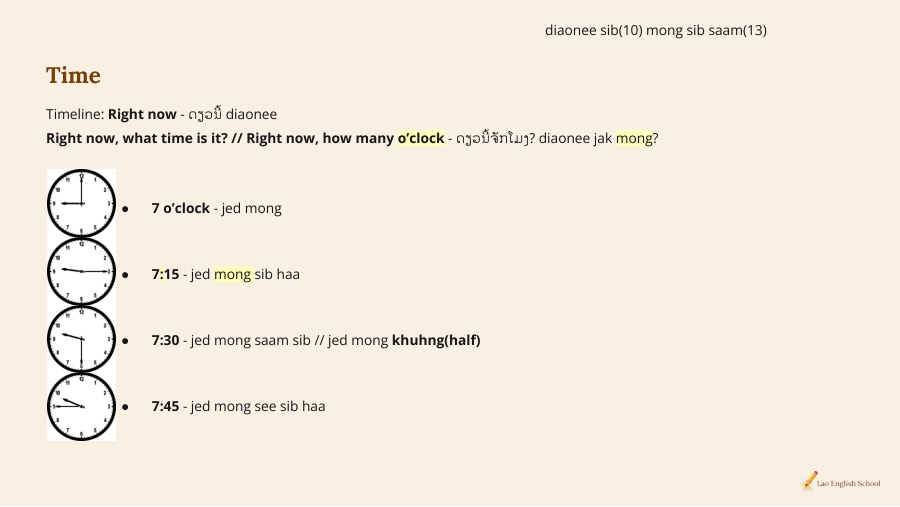 diaonee sib(10) mong sib saam(13)
Time
Timeline: Right now - ດຽວນີ້ diaonee
Right now, what time is it? // Right now, how many o’clock - ດຽວນີ້ຈັກໂມງ? diaonee jak mong?
● 7 o’clock - jed mong
● 7:15 - jed mong sib haa
● 7:30 - jed mong saam sib // jed mong khuhng(half)
● 7:45 - jed mong see sib haa
Lao English School